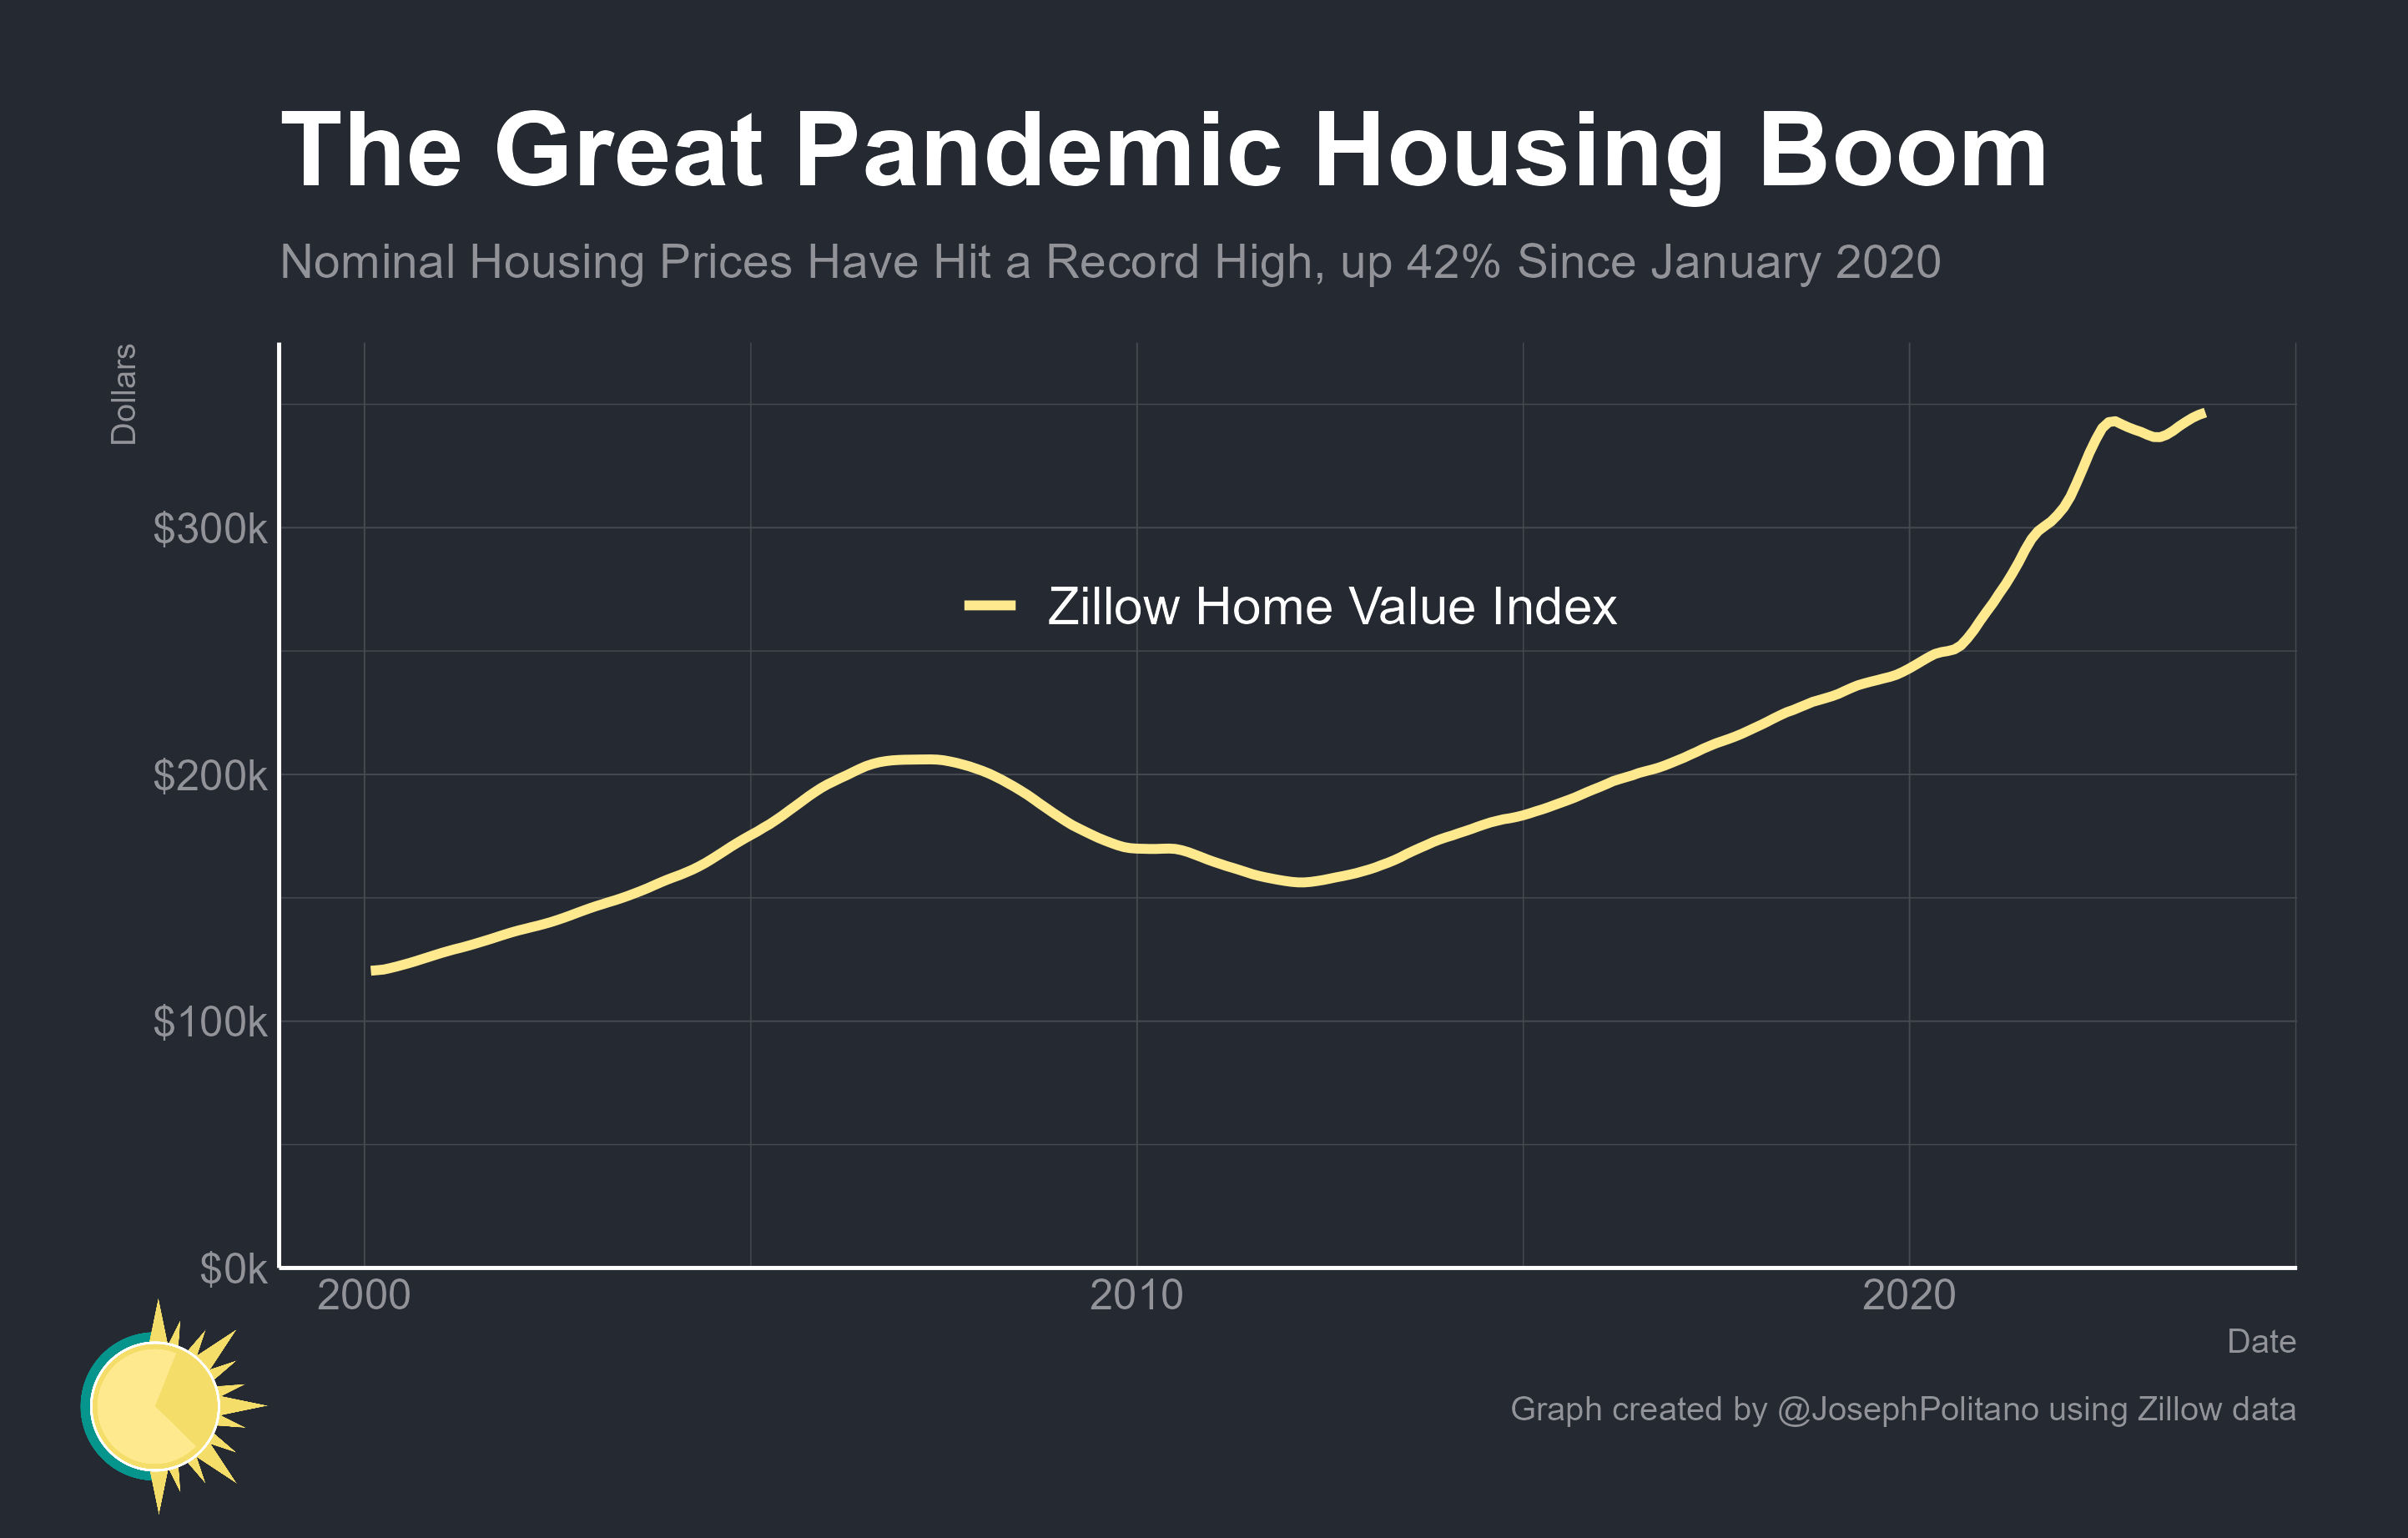 The Great Pandemic Housing Boom
Nominal Housing Prices Have Hit a Record High, up 42% Since January 2020
Dollars
$300k
Zillow Home Value Index
$200k
$100k
$0k
2000 2010 2020
Date
Graph created by @JosephPolitano using Zillow data